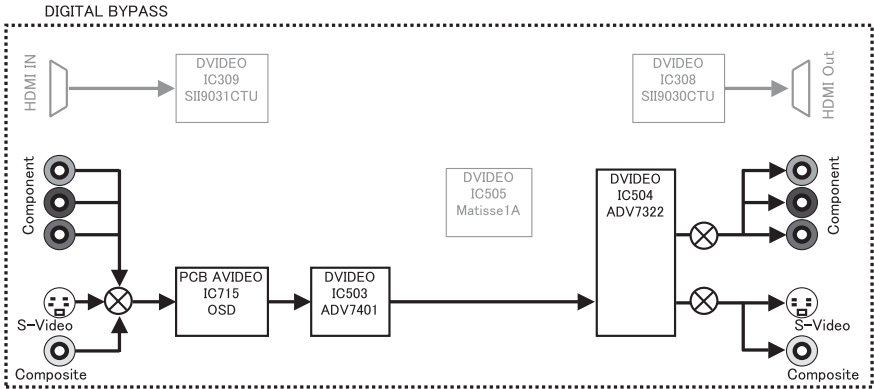 DIGITAL BYPASS
HDMI IN
DVIDEO
IC309
SII9031CTU
DVIDEO
IC308
SII9030CTU
HDMI Out
Component
DVIDEO
IC505
Matisse1A
DVIDEO
IC504
ADV7322
Component
PCB AVIDEO
IC715
OSD
DVIDEO
IC503
ADV7401
S-Video
S-Video
Composite
Composite